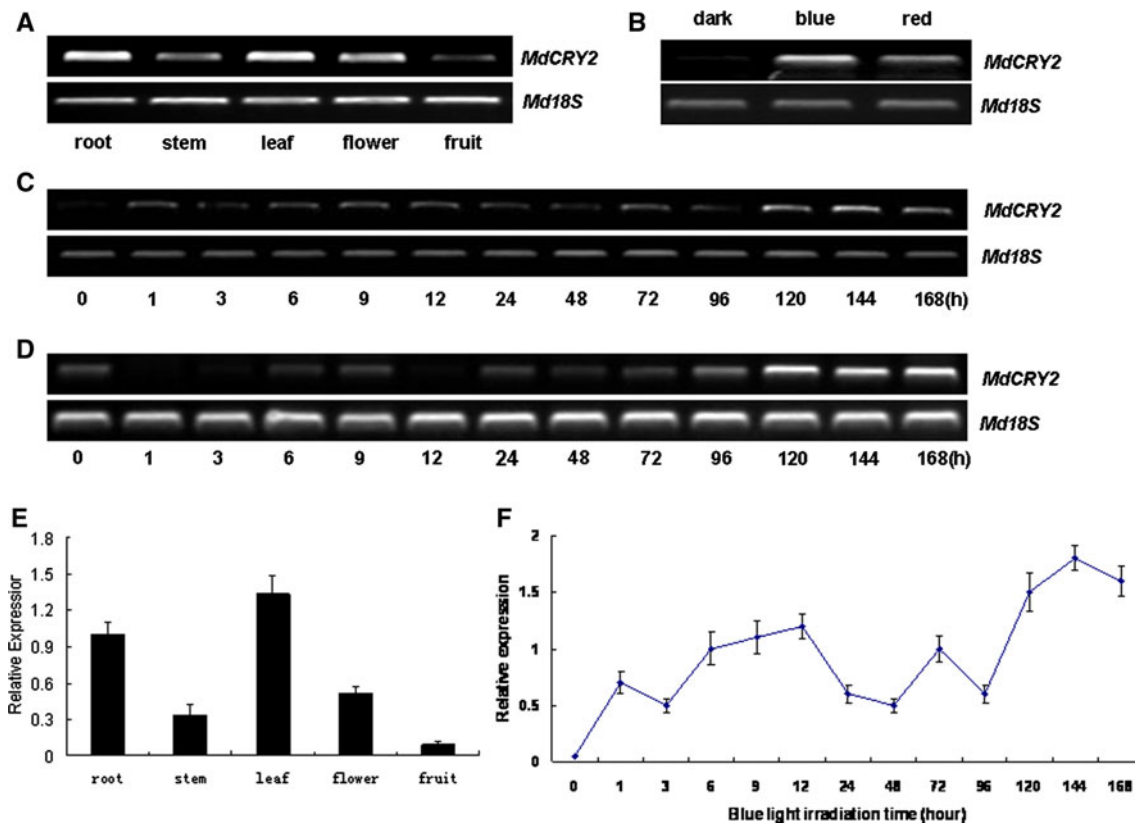 A
MdCRY2
Md18S
root stem leaf flower fruit
B
dark blue red
MdCRY2
Md18S
C
MdCRY2
Md18S
0 1 3 6 9 12 24 48 72 96 120 144 168(h)
D
MdCRY2
Md18S
0 1 3 6 9 12 24 48 72 96 120 144 168(h)
E
Relative Expression
1.8
1.5
1.2
0.9
0.6
0.3
0
root stem leaf flower fruit
F
Relative expression
2
1.5
1
0.5
0
0 1 3 6 9 12 24 48 72 96 120 144 168
Blue light irradiation time (hour)